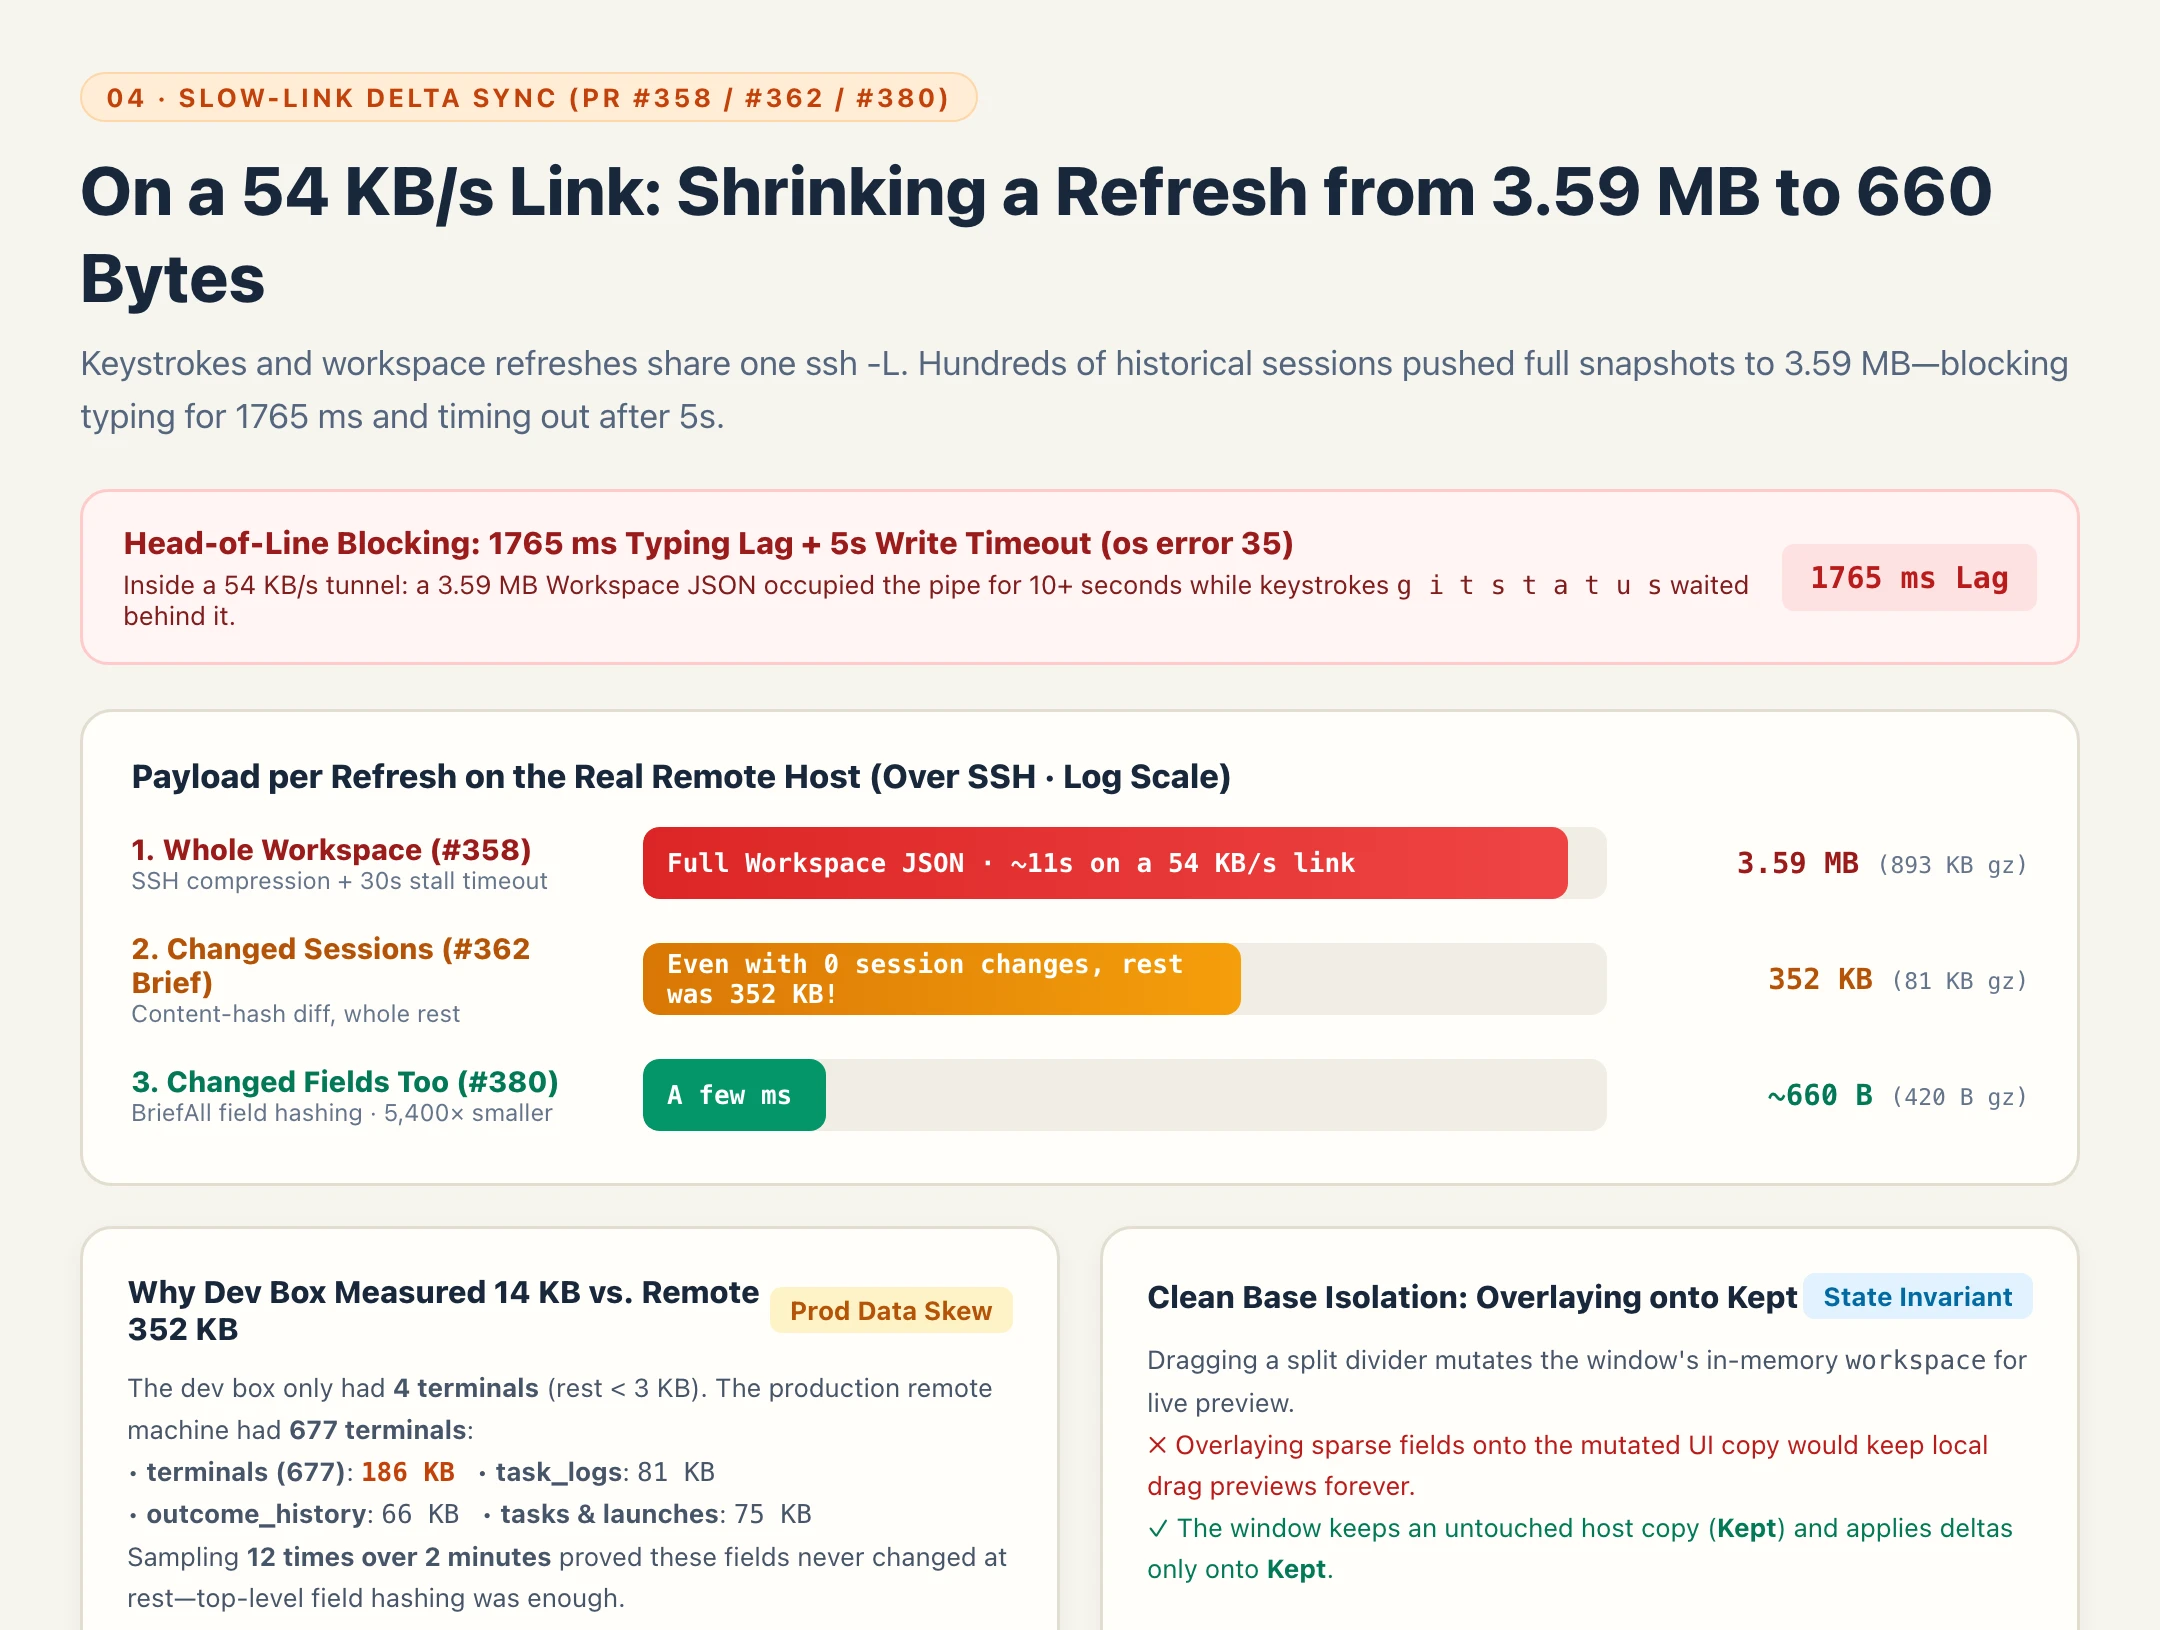 04 · SLOW-LINK DELTA SYNC (PR #358 / #362 / #380)
On a 54 KB/s Link: Shrinking a Refresh from 3.59 MB to 660
Bytes
Keystrokes and workspace refreshes share one ssh -L. Hundreds of historical sessions pushed full snapshots to 3.59 MB—blocking
typing for 1765 ms and timing out after 5s.
Head-of-Line Blocking: 1765 ms Typing Lag + 5s Write Timeout (os error 35)
Inside a 54 KB/s tunnel: a 3.59 MB Workspace JSON occupied the pipe for 10+ seconds while keystrokes g i t s t a t u s waited
behind it.
1765 ms Lag
Payload per Refresh on the Real Remote Host (Over SSH · Log Scale)
1. Whole Workspace (#358)
SSH compression + 30s stall timeout
Full Workspace JSON · ~11s on a 54 KB/s link
3.59 MB (893 KB gz)
2. Changed Sessions (#362
Brief)
Content-hash diff, whole rest
Even with 0 session changes, rest
was 352 KB!
352 KB (81 KB gz)
3. Changed Fields Too (#380)
BriefAll field hashing · 5,400× smaller
A few ms
~660 B (420 B gz)
Why Dev Box Measured 14 KB vs. Remote
352 KB
Prod Data Skew
The dev box only had 4 terminals (rest < 3 KB). The production remote
machine had 677 terminals:
• terminals (677): 186 KB • task_logs: 81 KB
• outcome_history: 66 KB • tasks & launches: 75 KB
Sampling 12 times over 2 minutes proved these fields never changed at
rest—top-level field hashing was enough.
Clean Base Isolation: Overlaying onto Kept
State Invariant
Dragging a split divider mutates the window's in-memory workspace for
live preview.
✕ Overlaying sparse fields onto the mutated UI copy would keep local
drag previews forever.
✓ The window keeps an untouched host copy (Kept) and applies deltas
only onto Kept.